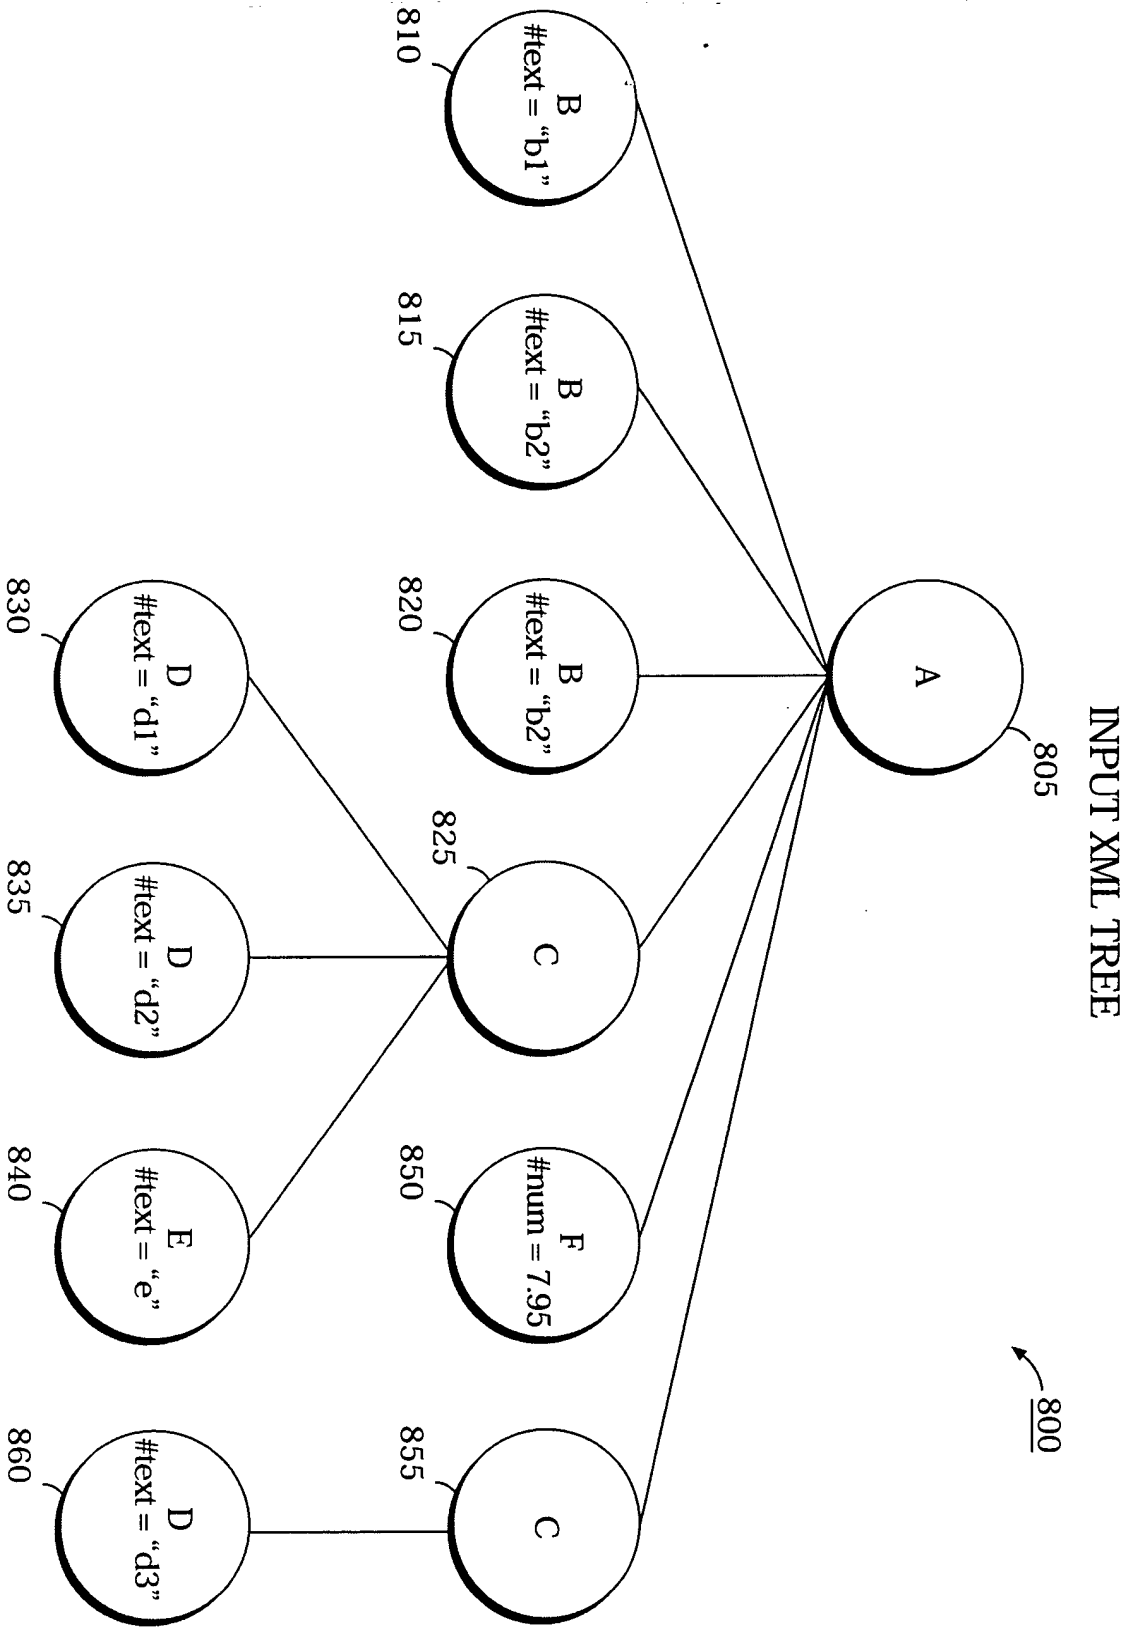 INPUT XML TREE
800
805
A
810
B
#text = “b1”
815
B
#text = “b2”
820
B
#text = “b2”
825
C
850
F
#num = 7.95
855
C
830
D
#text = “d1”
835
D
#text = “d2”
840
E
#text = “e”
860
D
#text = “d3”